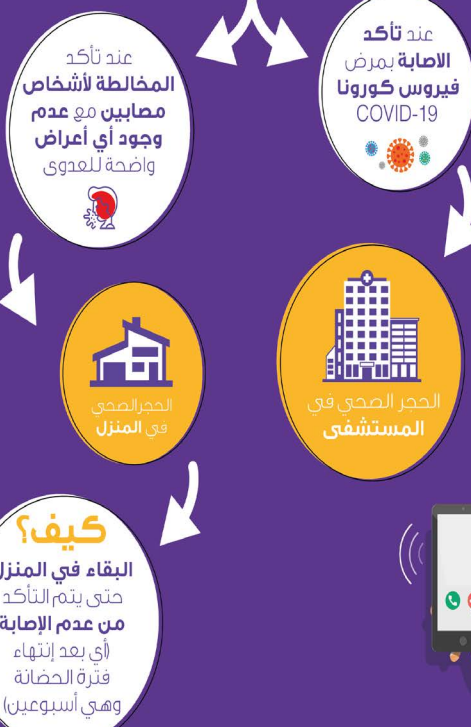 عند تأكد
الاصابة بمرض
فيروس كورونا
COVID-19
عند تأكد
المخالطة لأشخاص
مصابين مع عدم
وجود أي أعراض
واضحة للعدوى
الحجر الصحي في
المستشفى
الحجرالصحي
في المنزل
كيف؟
البقاء في المنزل
حتى يتم التأكد
من عدم الإصابة
(أي بعد إنتهاء
فترة الحضانة
وهي أسبوعين)